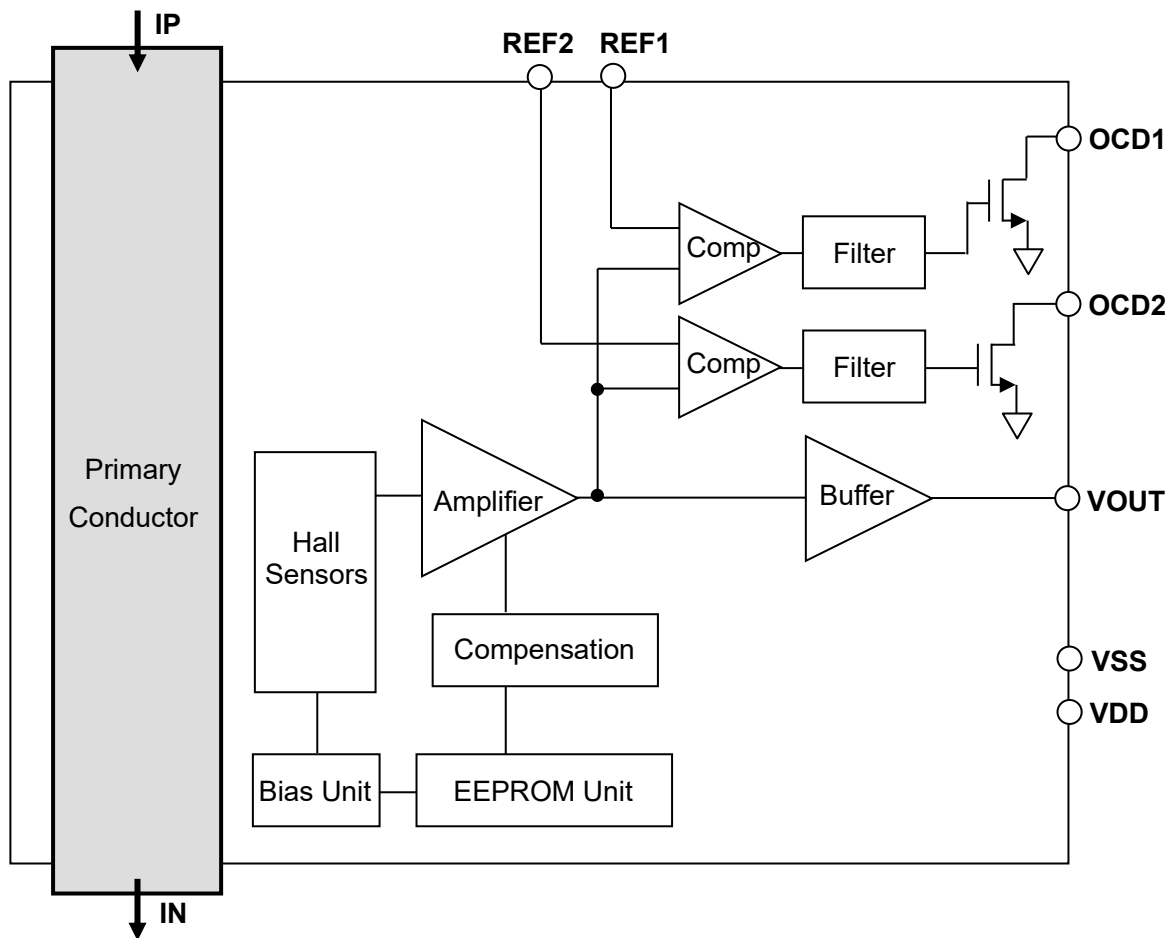 IP
REF2 REF1
OCD1
Comp
Filter
OCD2
Comp
Filter
Primary
Conductor
Hall
Sensors
Amplifier
Buffer
VOUT
Compensation
VSS
VDD
Bias Unit
EEPROM Unit
IN